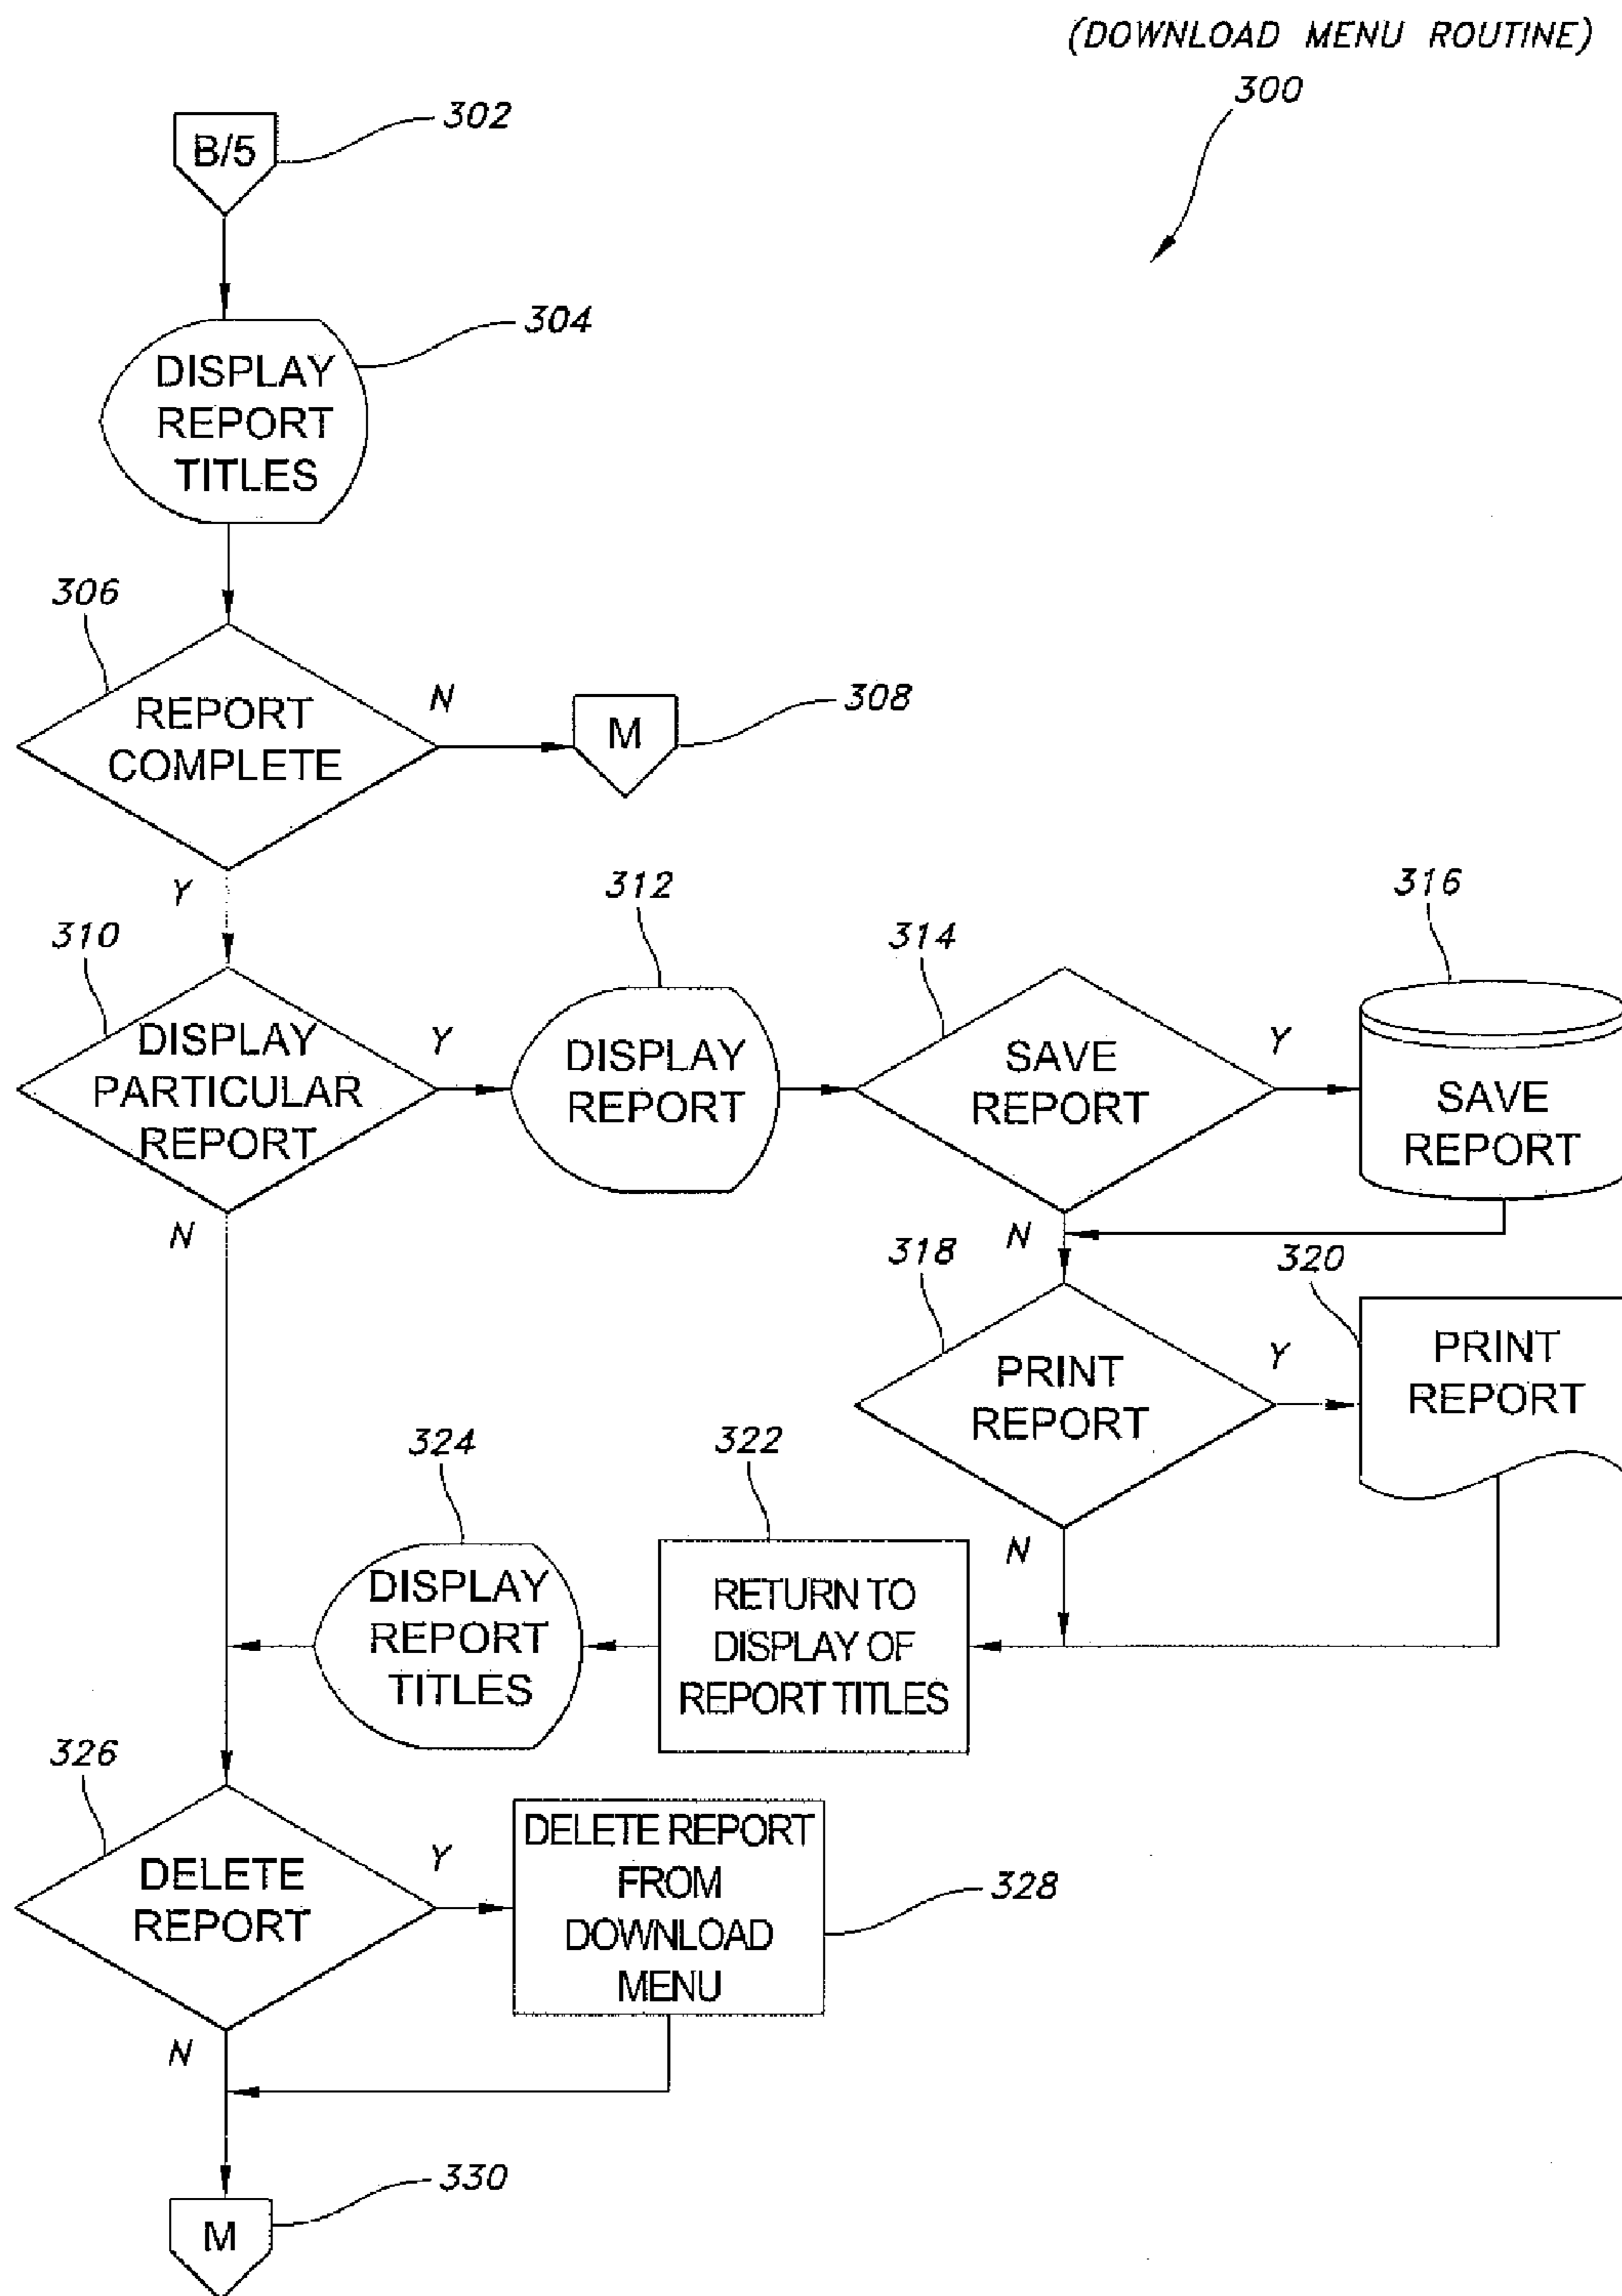 (DOWNLOAD MENU ROUTINE)
300
B/5
302
DISPLAY
REPORT
TITLES
304
306
REPORT
COMPLETE
N
M
308
Y
310
DISPLAY
PARTICULAR
REPORT
Y
312
DISPLAY
REPORT
314
SAVE
REPORT
Y
316
SAVE
REPORT
N
N
318
PRINT
REPORT
Y
320
PRINT
REPORT
N
322
RETURN TO
DISPLAY OF
REPORT TITLES
324
DISPLAY
REPORT
TITLES
326
DELETE
REPORT
Y
DELETE REPORT
FROM
DOWNLOAD
MENU
328
N
M
330